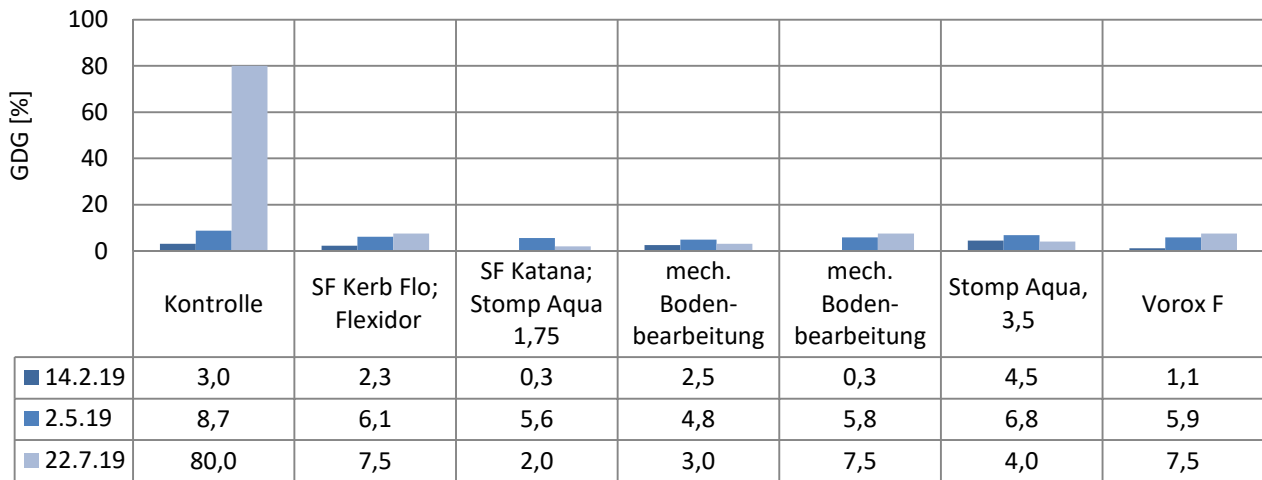 100
80
60
40
20
0
GDG [%]
Kontrolle
SF Kerb Flo;
Flexidor
SF Katana;
Stomp Aqua
1,75
mech.
Boden-
bearbeitung
mech.
Boden-
bearbeitung
Stomp Aqua,
3,5
Vorox F
14.2.19 3,0 2,3 0,3 2,5 0,3 4,5 1,1
2.5.19 8,7 6,1 5,6 4,8 5,8 6,8 5,9
22.7.19 80,0 7,5 2,0 3,0 7,5 4,0 7,5